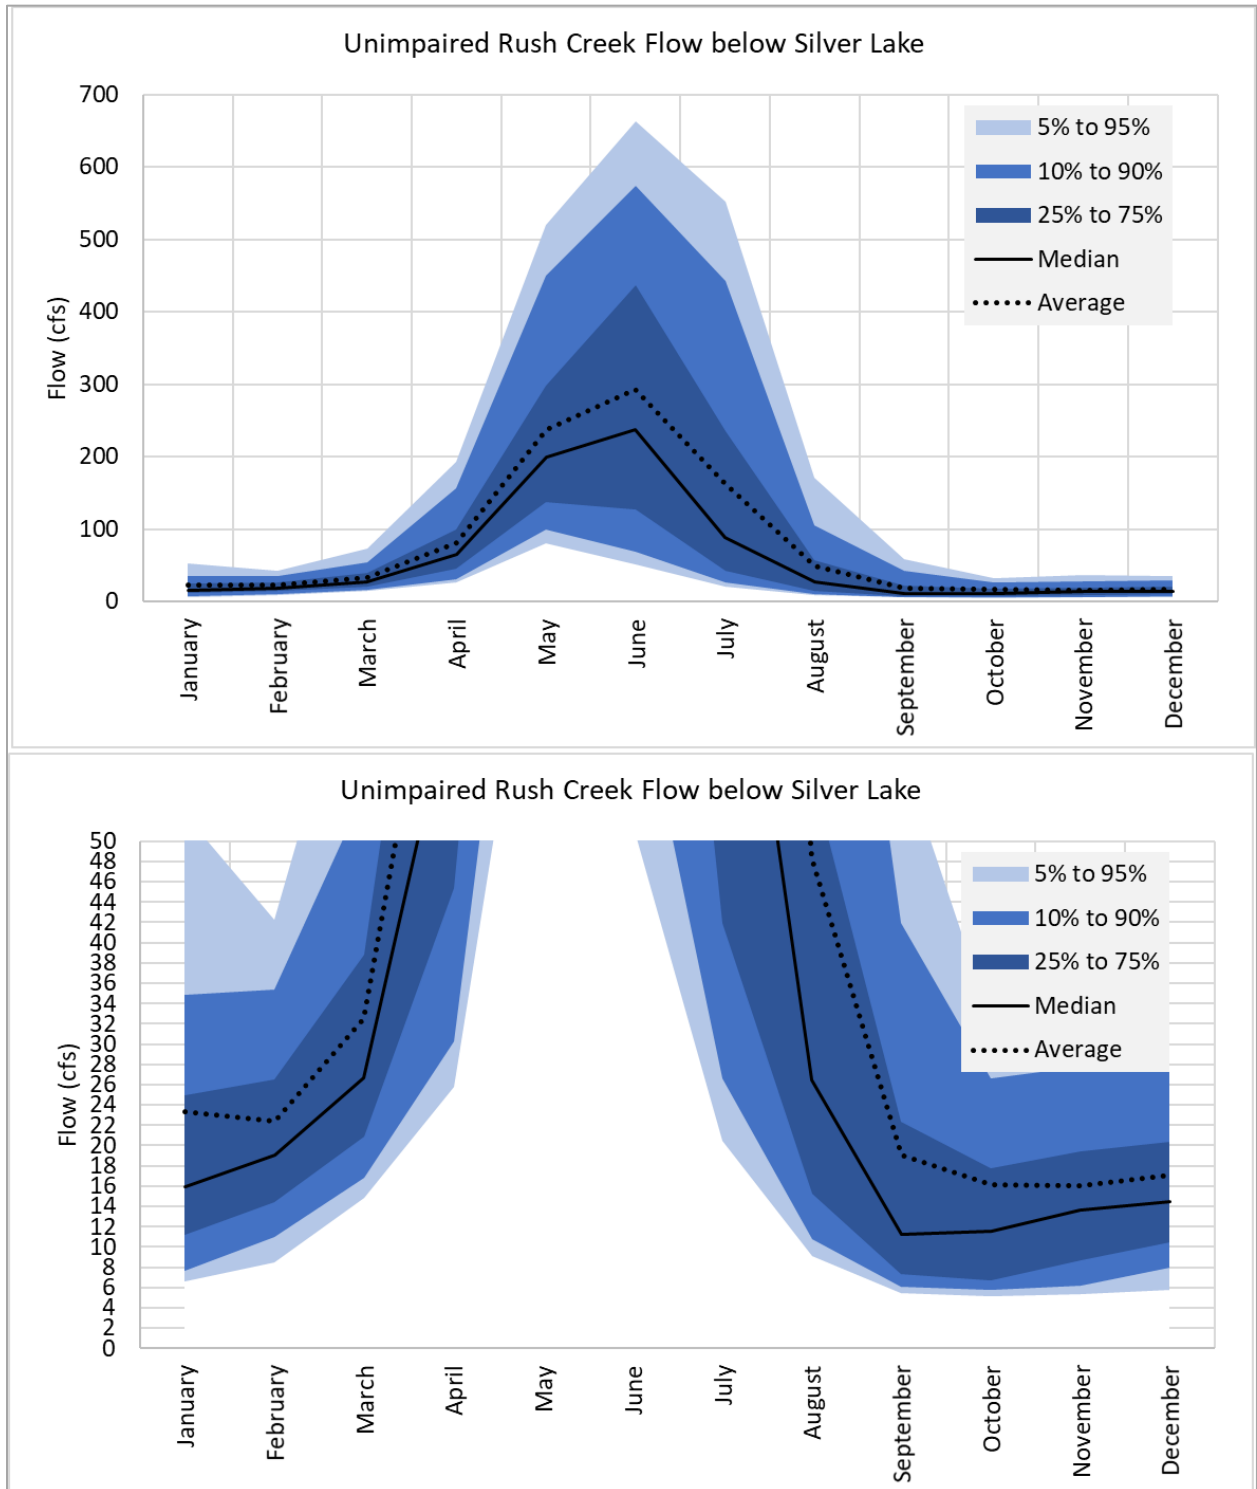 Unimpaired Rush Creek Flow below Silver Lake
700
600
500
400
300
200
100
0
Flow (cfs)
5% to 95%
10% to 90%
25% to 75%
Median
Average
January
February
March
April
May
June
July
August
September
October
November
December
Unimpaired Rush Creek Flow below Silver Lake
50
48
46
44
42
40
38
36
34
32
30
28
26
24
22
20
18
16
14
12
10
8
6
4
2
0
Flow (cfs)
5% to 95%
10% to 90%
25% to 75%
Median
Average
January
February
March
April
May
June
July
August
September
October
November
December